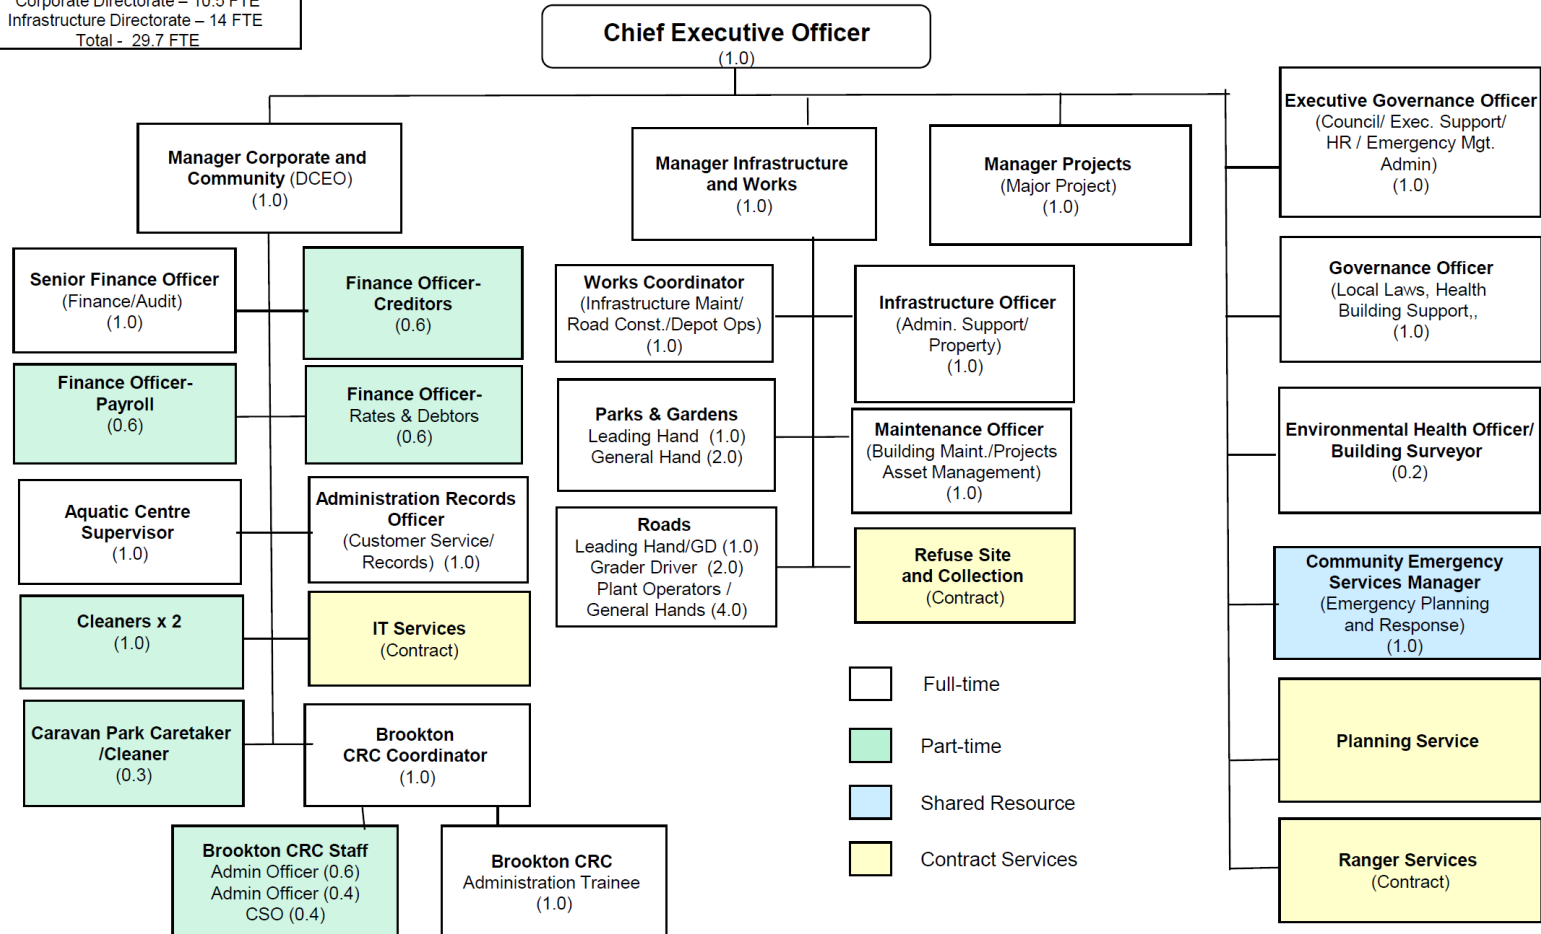 Corporate Directorate – 10.5 FTE
Infrastructure Directorate – 14 FTE
Total - 29.7 FTE
Chief Executive Officer
(1.0)
Manager Corporate and
Community (DCEO)
(1.0)
Manager Infrastructure
and Works
(1.0)
Manager Projects
(Major Project)
(1.0)
Executive Governance Officer
(Council/ Exec. Support/
HR / Emergency Mgt.
Admin)
(1.0)
Senior Finance Officer
(Finance/Audit)
(1.0)
Finance Officer-
Creditors
(0.6)
Works Coordinator
(Infrastructure Maint/
Road Const./Depot Ops)
(1.0)
Infrastructure Officer
(Admin. Support/
Property)
(1.0)
Governance Officer
(Local Laws, Health
Building Support,,
(1.0)
Finance Officer-
Payroll
(0.6)
Finance Officer-
Rates & Debtors
(0.6)
Parks & Gardens
Leading Hand (1.0)
General Hand (2.0)
Maintenance Officer
(Building Maint./Projects
Asset Management)
(1.0)
Environmental Health Officer/
Building Surveyor
(0.2)
Aquatic Centre
Supervisor
(1.0)
Administration Records
Officer
(Customer Service/
Records) (1.0)
Roads
Leading Hand/GD (1.0)
Grader Driver (2.0)
Plant Operators /
General Hands (4.0)
Refuse Site
and Collection
(Contract)
Community Emergency
Services Manager
(Emergency Planning
and Response)
(1.0)
Cleaners x 2
(1.0)
IT Services
(Contract)
Caravan Park Caretaker
/Cleaner
(0.3)
Brookton
CRC Coordinator
(1.0)
Planning Service
Brookton CRC Staff
Admin Officer (0.6)
Admin Officer (0.4)
CSO (0.4)
Brookton CRC
Administration Trainee
(1.0)
Ranger Services
(Contract)
Full-time
Part-time
Shared Resource
Contract Services